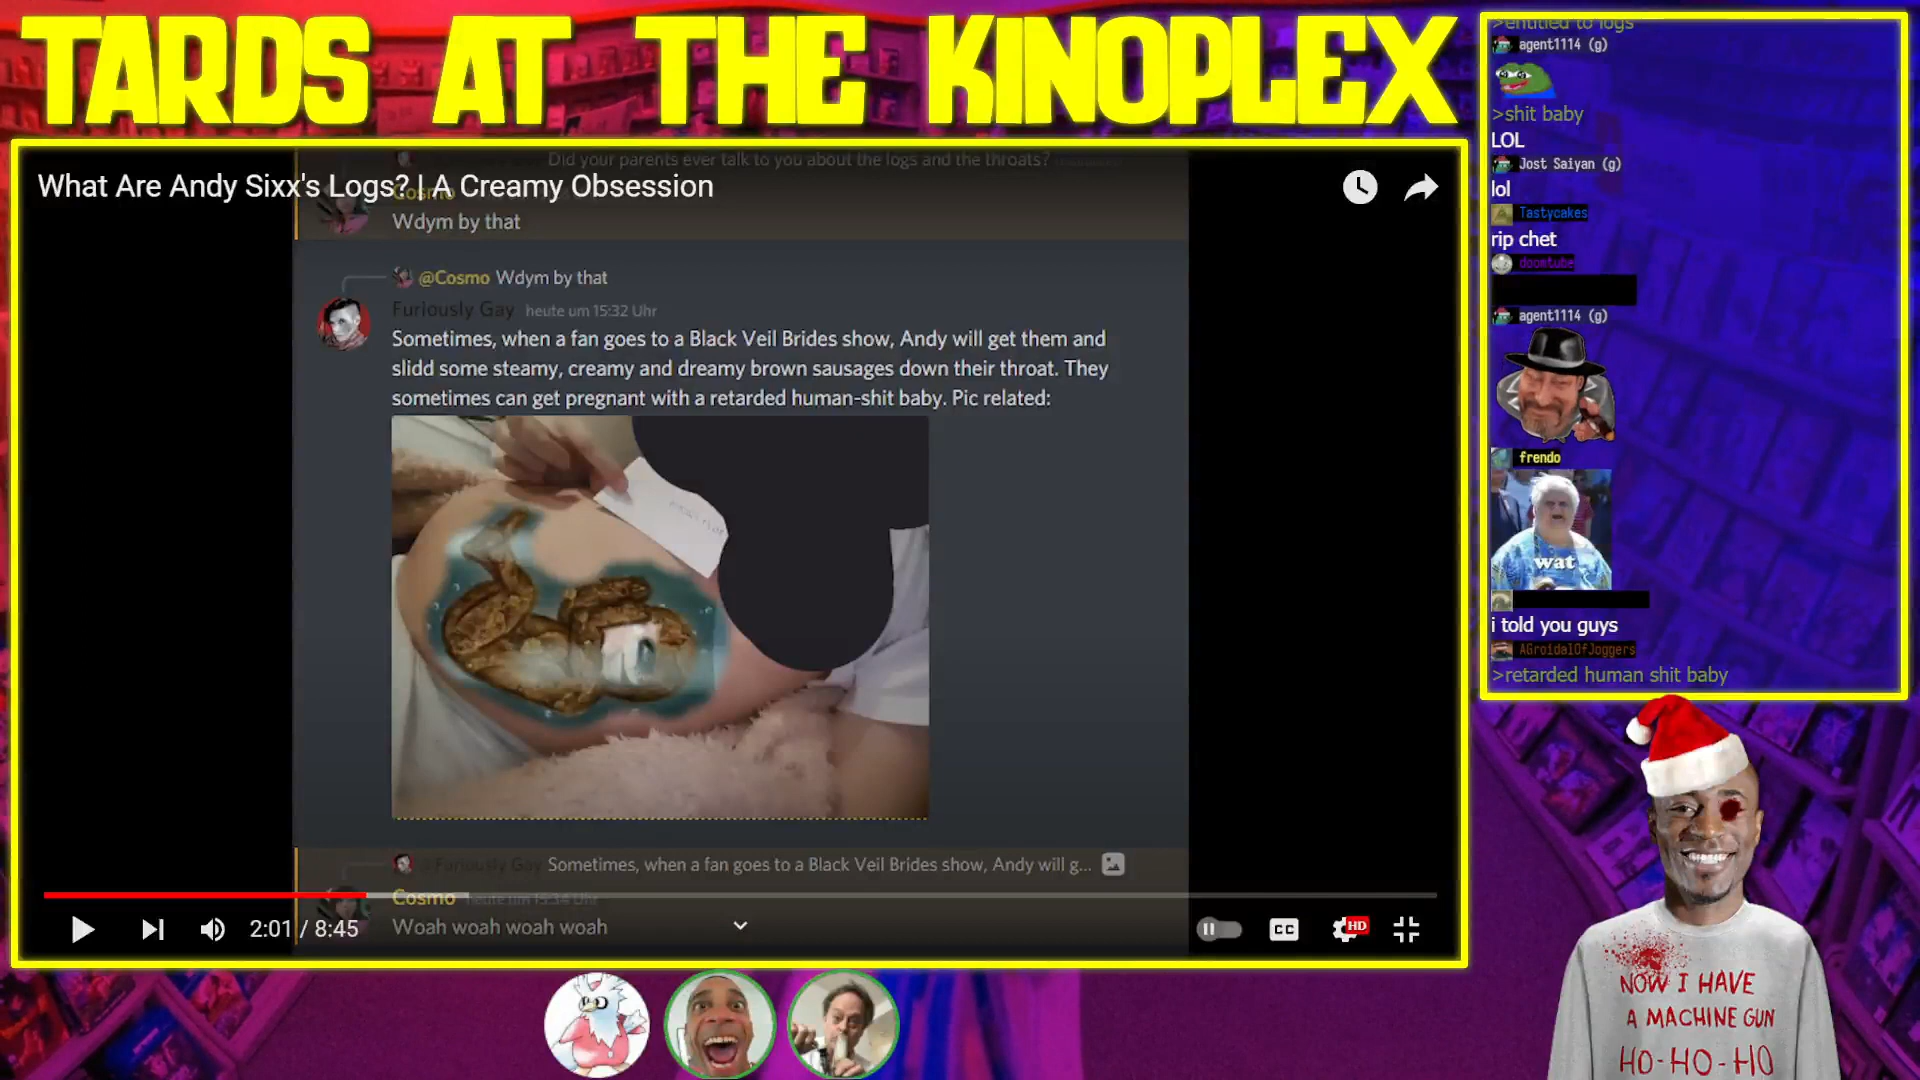 TARDS AT THE KINOPLEX
Did your parents ever talk to you about the logs and the throats?
What Are Andy Sixx's Logs? | A Creamy Obsession
Cosmo
Wdym by that
@Cosmo Wdym by that
Furiously Gay heute um 15:32 Uhr
Sometimes, when a fan goes to a Black Veil Brides show, Andy will get them and
slidd some steamy, creamy and dreamy brown sausages down their throat. They
sometimes can get pregnant with a retarded human-shit baby. Pic related:
@Furiously Gay Sometimes, when a fan goes to a Black Veil Brides show, Andy will g...
Cosmo heute um 15:34 Uhr
Woah woah woah woah
2:01 / 8:45
CC
HD
>entitled to logs
agent1114 (g)
>shit baby
LOL
Jost Saiyan (g)
lol
Tastycakes
rip chet
doomtube
agent1114 (g)
frendo
wat
i told you guys
AGroidalOfJoggers
>retarded human shit baby
NOW I HAVE
A MACHINE GUN
HO-HO-HO